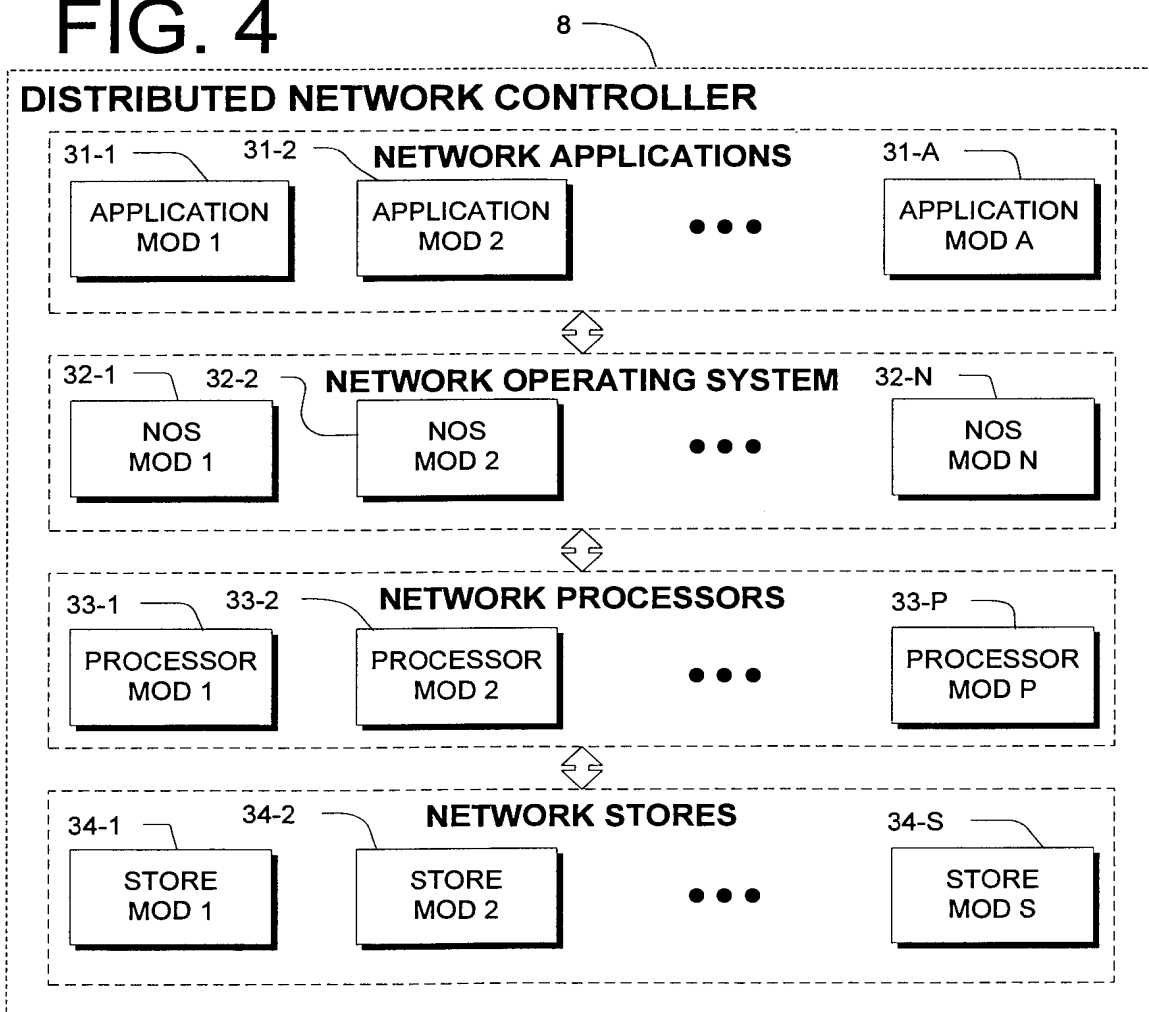 FIG. 4
8
DISTRIBUTED NETWORK CONTROLLER
31-1
31-2
NETWORK APPLICATIONS
31-A
APPLICATION
MOD 1
APPLICATION
MOD 2
APPLICATION
MOD A
32-1
32-2
NETWORK OPERATING SYSTEM
32-N
NOS
MOD 1
NOS
MOD 2
NOS
MOD N
33-1
33-2
NETWORK PROCESSORS
33-P
PROCESSOR
MOD 1
PROCESSOR
MOD 2
PROCESSOR
MOD P
34-1
34-2
NETWORK STORES
34-S
STORE
MOD 1
STORE
MOD 2
STORE
MOD S